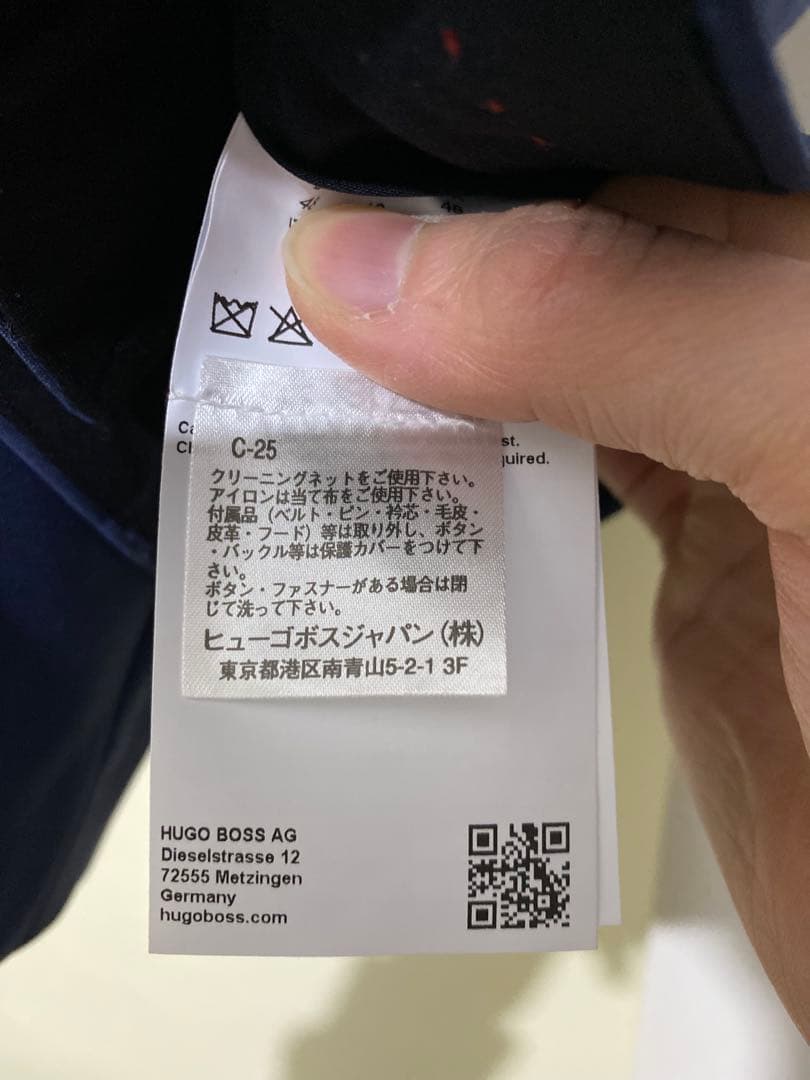 C-25
クリーニングネットをご使用下さい。
アイロンは当て布をご使用下さい。
付属品（ベルト・ピン・衿芯・毛皮・
皮革・フード）等は取り外し、ボタン
・バックル等は保護カバーをつけて下
さい。
ボタン・ファスナーがある場合は閉
じて洗って下さい。
ヒューゴボスジャパン(株)
東京都港区南青山5-2-1 3F
HUGO BOSS AG
Dieselstrasse 12
72555 Metzingen
Germany
hugoboss.com